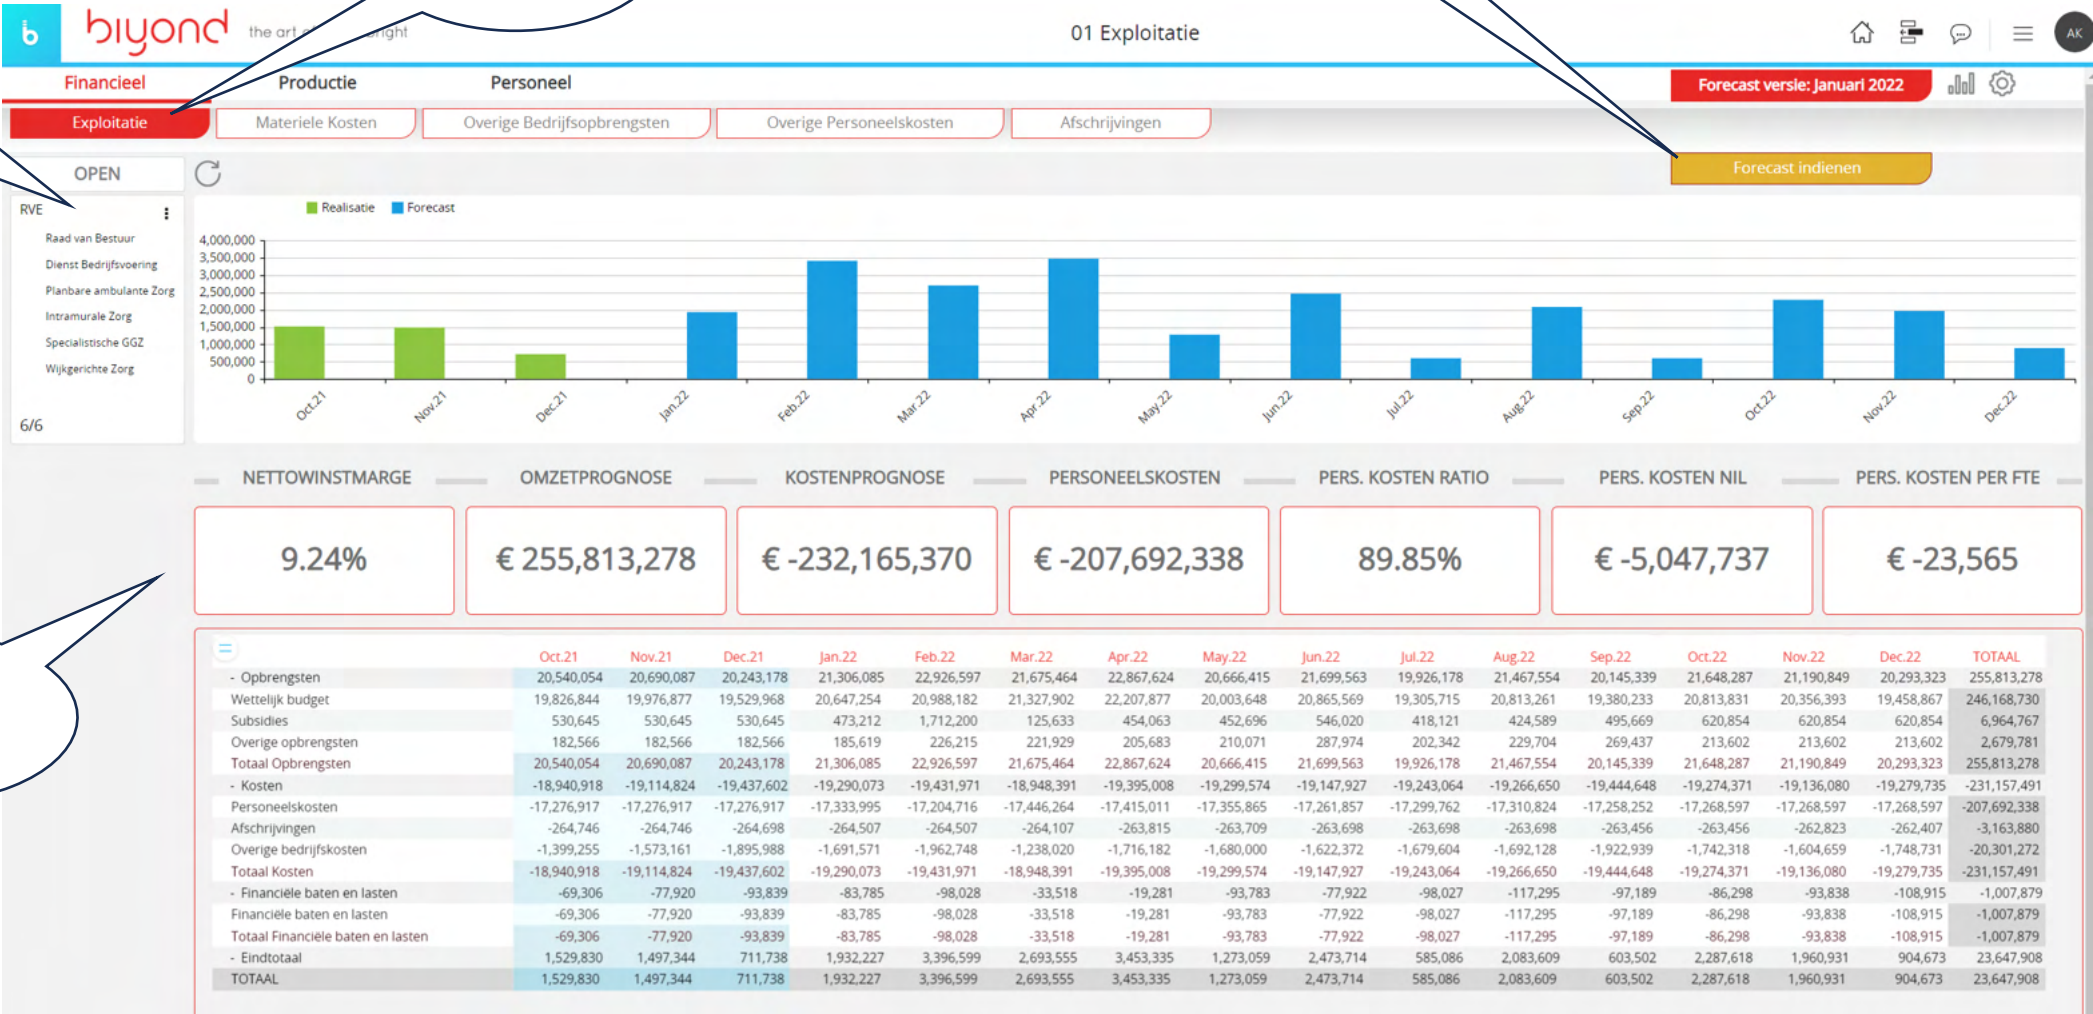 b biyond the art of right 01 Exploitatie AK
Financieel Productie Personeel Forecast versie: Januari 2022
Exploitatie Materiele Kosten Overige Bedrijfsopbrengsten Overige Personeelskosten Afschrijvingen
OPEN Forecast indienen
RVE
Raad van Bestuur
Dienst Bedrijfsvoering
Planbare ambulante Zorg
Intramurale Zorg
Specialistische GGZ
Wijkgerichte Zorg
6/6
Realisatie Forecast
4,000,000
3,500,000
3,000,000
2,500,000
2,000,000
1,500,000
1,000,000
500,000
0
Oct.21 Nov.21 Dec.21 Jan.22 Feb.22 Mar.22 Apr.22 May.22 Jun.22 Jul.22 Aug.22 Sep.22 Oct.22 Nov.22 Dec.22
NETTOWINSTMARGE OMZETPROGNOSE KOSTENPROGNOSE PERSONEELSKOSTEN PERS. KOSTEN RATIO PERS. KOSTEN NIL PERS. KOSTEN PER FTE
9.24% € 255,813,278 € -232,165,370 € -207,692,338 89.85% € -5,047,737 € -23,565
Oct.21 Nov.21 Dec.21 Jan.22 Feb.22 Mar.22 Apr.22 May.22 Jun.22 Jul.22 Aug.22 Sep.22 Oct.22 Nov.22 Dec.22 TOTAAL
- Opbrengsten 20,540,054 20,690,087 20,243,178 21,306,085 22,926,597 21,675,464 22,867,624 20,666,415 21,699,563 19,926,178 21,467,554 20,145,339 21,648,287 21,190,849 20,293,323 255,813,278
Wettelijk budget 19,826,844 19,976,877 19,529,968 20,647,254 20,988,182 21,327,902 22,207,877 20,003,648 20,865,569 19,305,715 20,813,261 19,380,233 20,813,831 20,356,393 19,458,867 246,168,730
Subsidies 530,645 530,645 530,645 473,212 1,712,200 125,633 454,063 452,696 546,020 418,121 424,589 495,669 620,854 620,854 620,854 6,964,767
Overige opbrengsten 182,566 182,566 182,566 185,619 226,215 221,929 205,683 210,071 287,974 202,342 229,704 269,437 213,602 213,602 213,602 2,679,781
Totaal Opbrengsten 20,540,054 20,690,087 20,243,178 21,306,085 22,926,597 21,675,464 22,867,624 20,666,415 21,699,563 19,926,178 21,467,554 20,145,339 21,648,287 21,190,849 20,293,323 255,813,278
- Kosten -18,940,918 -19,114,824 -19,437,602 -19,290,073 -19,431,971 -18,948,391 -19,395,008 -19,299,574 -19,147,927 -19,243,064 -19,266,650 -19,444,648 -19,274,371 -19,136,080 -19,279,735 -231,157,491
Personeelskosten -17,276,917 -17,276,917 -17,276,917 -17,333,995 -17,204,716 -17,446,264 -17,415,011 -17,355,865 -17,261,857 -17,299,762 -17,310,824 -17,258,252 -17,268,597 -17,268,597 -17,268,597 -207,692,338
Afschrijvingen -264,746 -264,746 -264,698 -264,507 -264,507 -264,107 -263,815 -263,709 -263,698 -263,698 -263,698 -263,456 -263,456 -262,823 -262,407 -3,163,880
Overige bedrijfskosten -1,399,255 -1,573,161 -1,895,988 -1,691,571 -1,962,748 -1,238,020 -1,716,182 -1,680,000 -1,622,372 -1,679,604 -1,692,128 -1,922,939 -1,742,318 -1,604,659 -1,748,731 -20,301,272
Totaal Kosten -18,940,918 -19,114,824 -19,437,602 -19,290,073 -19,431,971 -18,948,391 -19,395,008 -19,299,574 -19,147,927 -19,243,064 -19,266,650 -19,444,648 -19,274,371 -19,136,080 -19,279,735 -231,157,491
- Financiële baten en lasten -69,306 -77,920 -93,839 -83,785 -98,028 -33,518 -19,281 -93,783 -77,922 -98,027 -117,295 -97,189 -86,298 -93,838 -108,915 -1,007,879
Financiële baten en lasten -69,306 -77,920 -93,839 -83,785 -98,028 -33,518 -19,281 -93,783 -77,922 -98,027 -117,295 -97,189 -86,298 -93,838 -108,915 -1,007,879
Totaal Financiële baten en lasten -69,306 -77,920 -93,839 -83,785 -98,028 -33,518 -19,281 -93,783 -77,922 -98,027 -117,295 -97,189 -86,298 -93,838 -108,915 -1,007,879
- Eindtotaal 1,529,830 1,497,344 711,738 1,932,227 3,396,599 2,693,555 3,453,335 1,273,059 2,473,714 585,086 2,083,609 603,502 2,287,618 1,960,931 904,673 23,647,908
TOTAAL 1,529,830 1,497,344 711,738 1,932,227 3,396,599 2,693,555 3,453,335 1,273,059 2,473,714 585,086 2,083,609 603,502 2,287,618 1,960,931 904,673 23,647,908